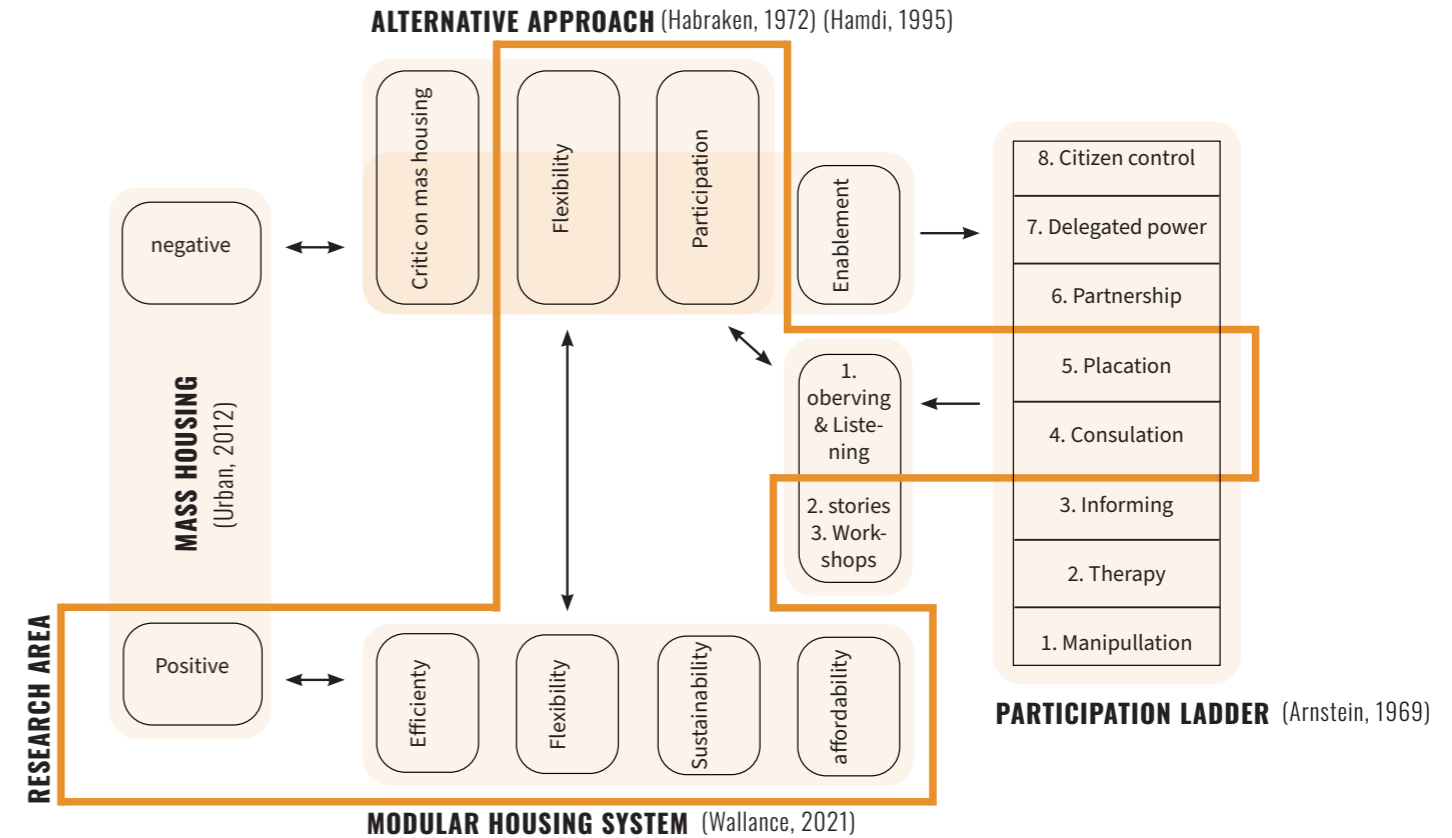 ALTERNATIVE APPROACH (Habraken, 1972) (Hamdi, 1995)
Critic on mas housing
Flexibility
Participation
Enablement
negative
MASS HOUSING
(Urban, 2012)
Positive
8. Citizen control
7. Delegated power
6. Partnership
5. Placation
4. Consulation
3. Informing
2. Therapy
1. Manipullation
PARTICIPATION LADDER (Arnstein, 1969)
1.
oberving
& Liste-
ning
2. stories
3. Work-
shops
RESEARCH AREA
Efficienty
Flexibility
Sustainability
affordability
MODULAR HOUSING SYSTEM (Wallance, 2021)